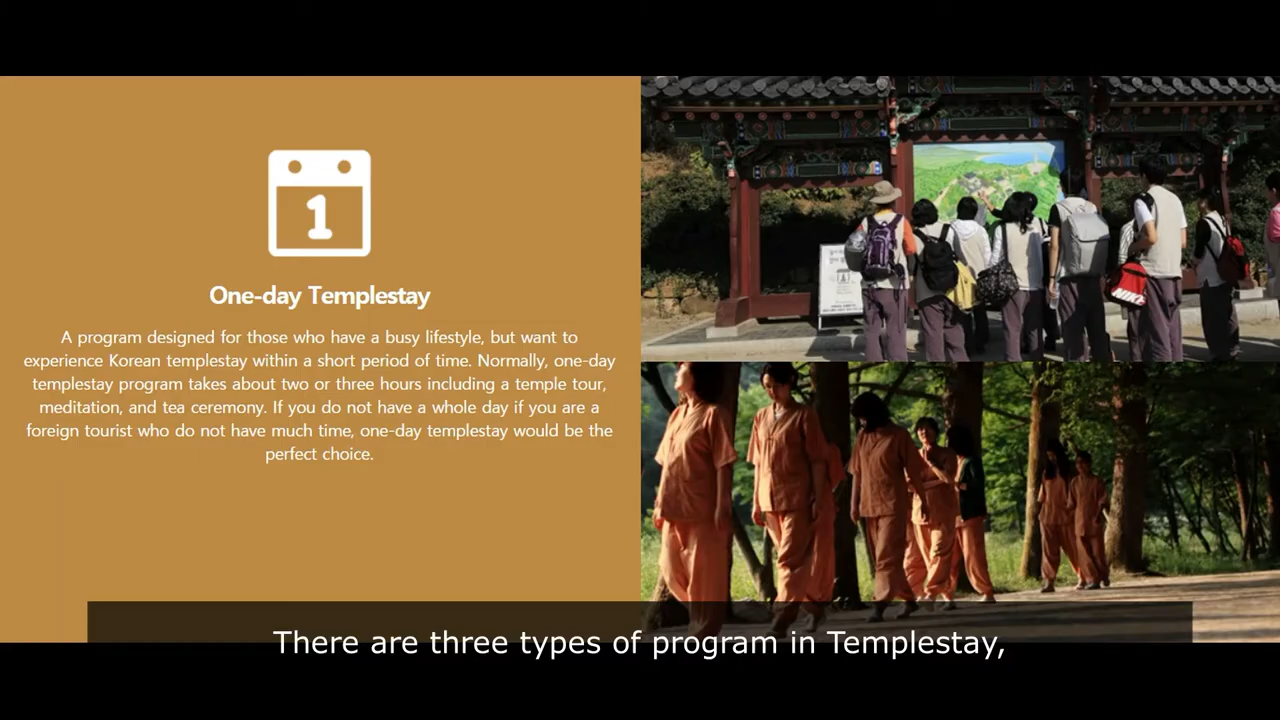 1
One-day Templestay
A program designed for those who have a busy lifestyle, but want to
experience Korean templestay within a short period of time. Normally, one-day
templestay program takes about two or three hours including a temple tour,
meditation, and tea ceremony. If you do not have a whole day if you are a
foreign tourist who do not have much time, one-day templestay would be the
perfect choice.
NIKE
There are three types of program in Templestay,